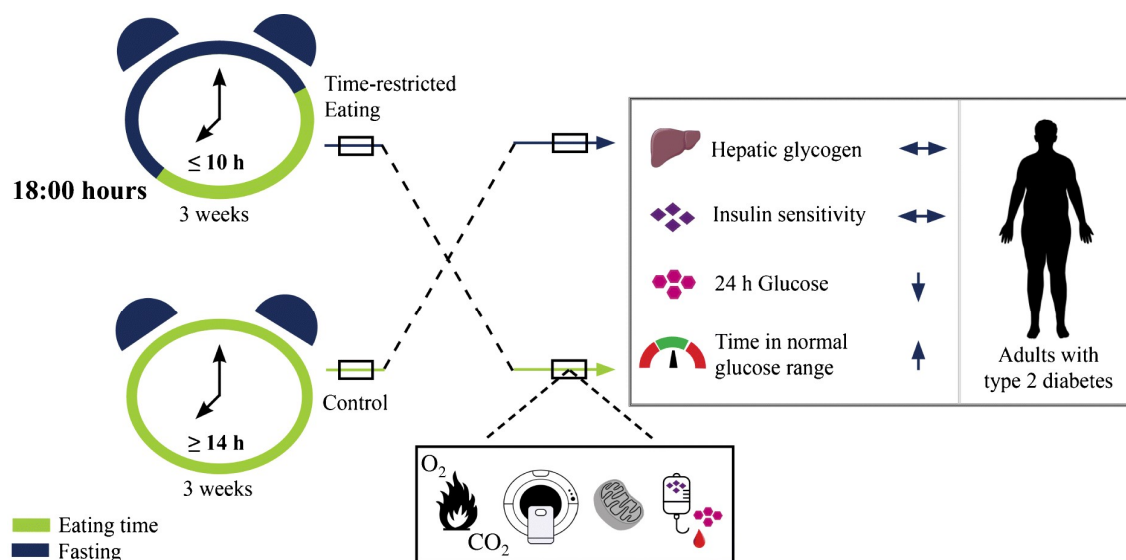 Time-restricted
Eating
≤ 10 h
18:00 hours
3 weeks
Control
≥ 14 h
3 weeks
Eating time
Fasting
O₂
CO₂
Hepatic glycogen
Insulin sensitivity
24 h Glucose
Time in normal
glucose range
Adults with
type 2 diabetes